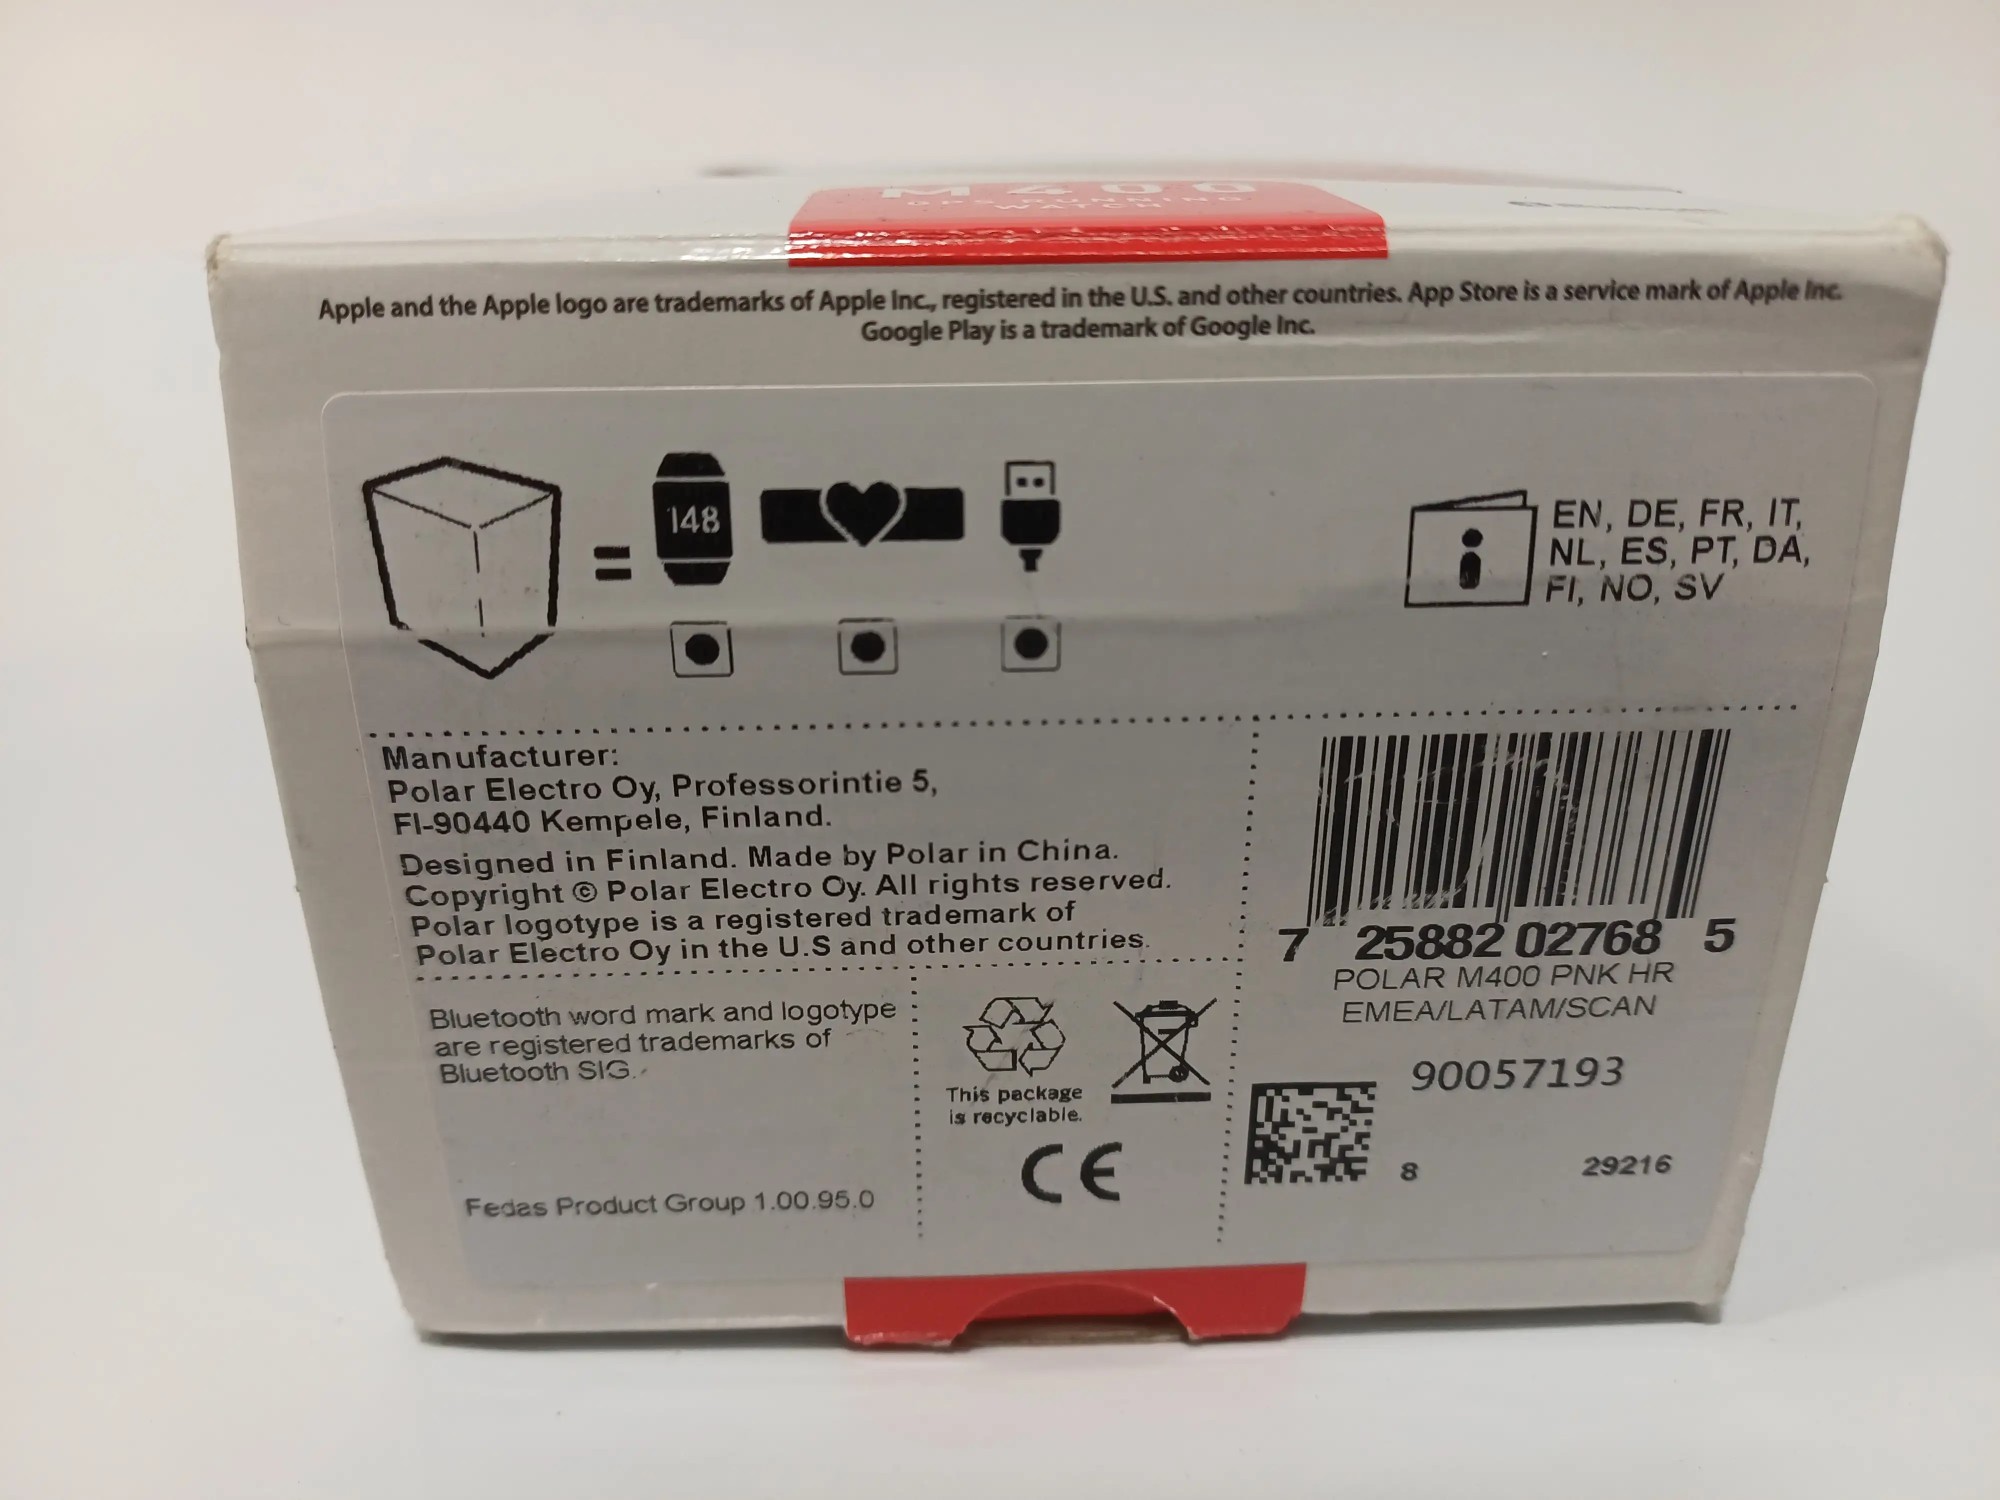 M400
GPS RUNNING
WATCH
Apple and the Apple logo are trademarks of Apple Inc., registered in the U.S. and other countries. App Store is a service mark of Apple Inc.
Google Play is a trademark of Google Inc.
148
EN, DE, FR, IT,
NL, ES, PT, DA,
FI, NO, SV
Manufacturer:
Polar Electro Oy, Professorintie 5,
FI-90440 Kempele, Finland.
Designed in Finland. Made by Polar in China.
Copyright © Polar Electro Oy. All rights reserved.
Polar logotype is a registered trademark of
Polar Electro Oy in the U.S and other countries.
7 25882 02768 5
POLAR M400 PNK HR
EMEA/LATAM/SCAN
90057193
8 29216
Bluetooth word mark and logotype
are registered trademarks of
Bluetooth SIG.
Fedas Product Group 1.00.95.0
This package
is recyclable.
CE